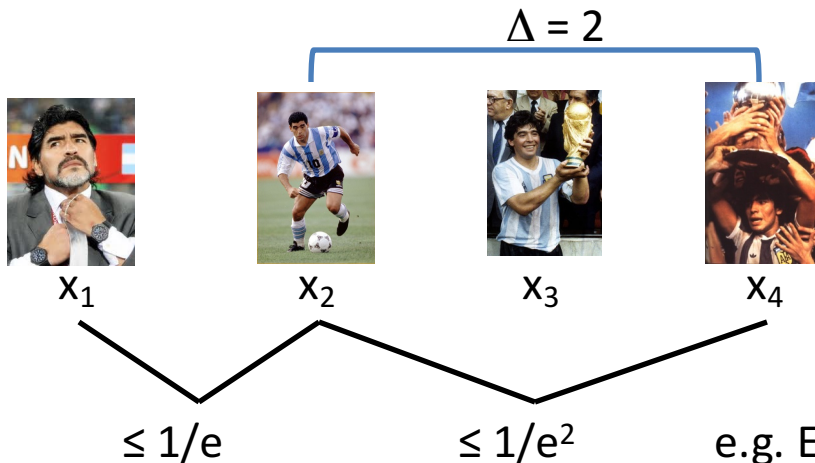 Δ = 2
x₁ x₂ x₃ x₄
≤ 1/e ≤ 1/e² e.g. E